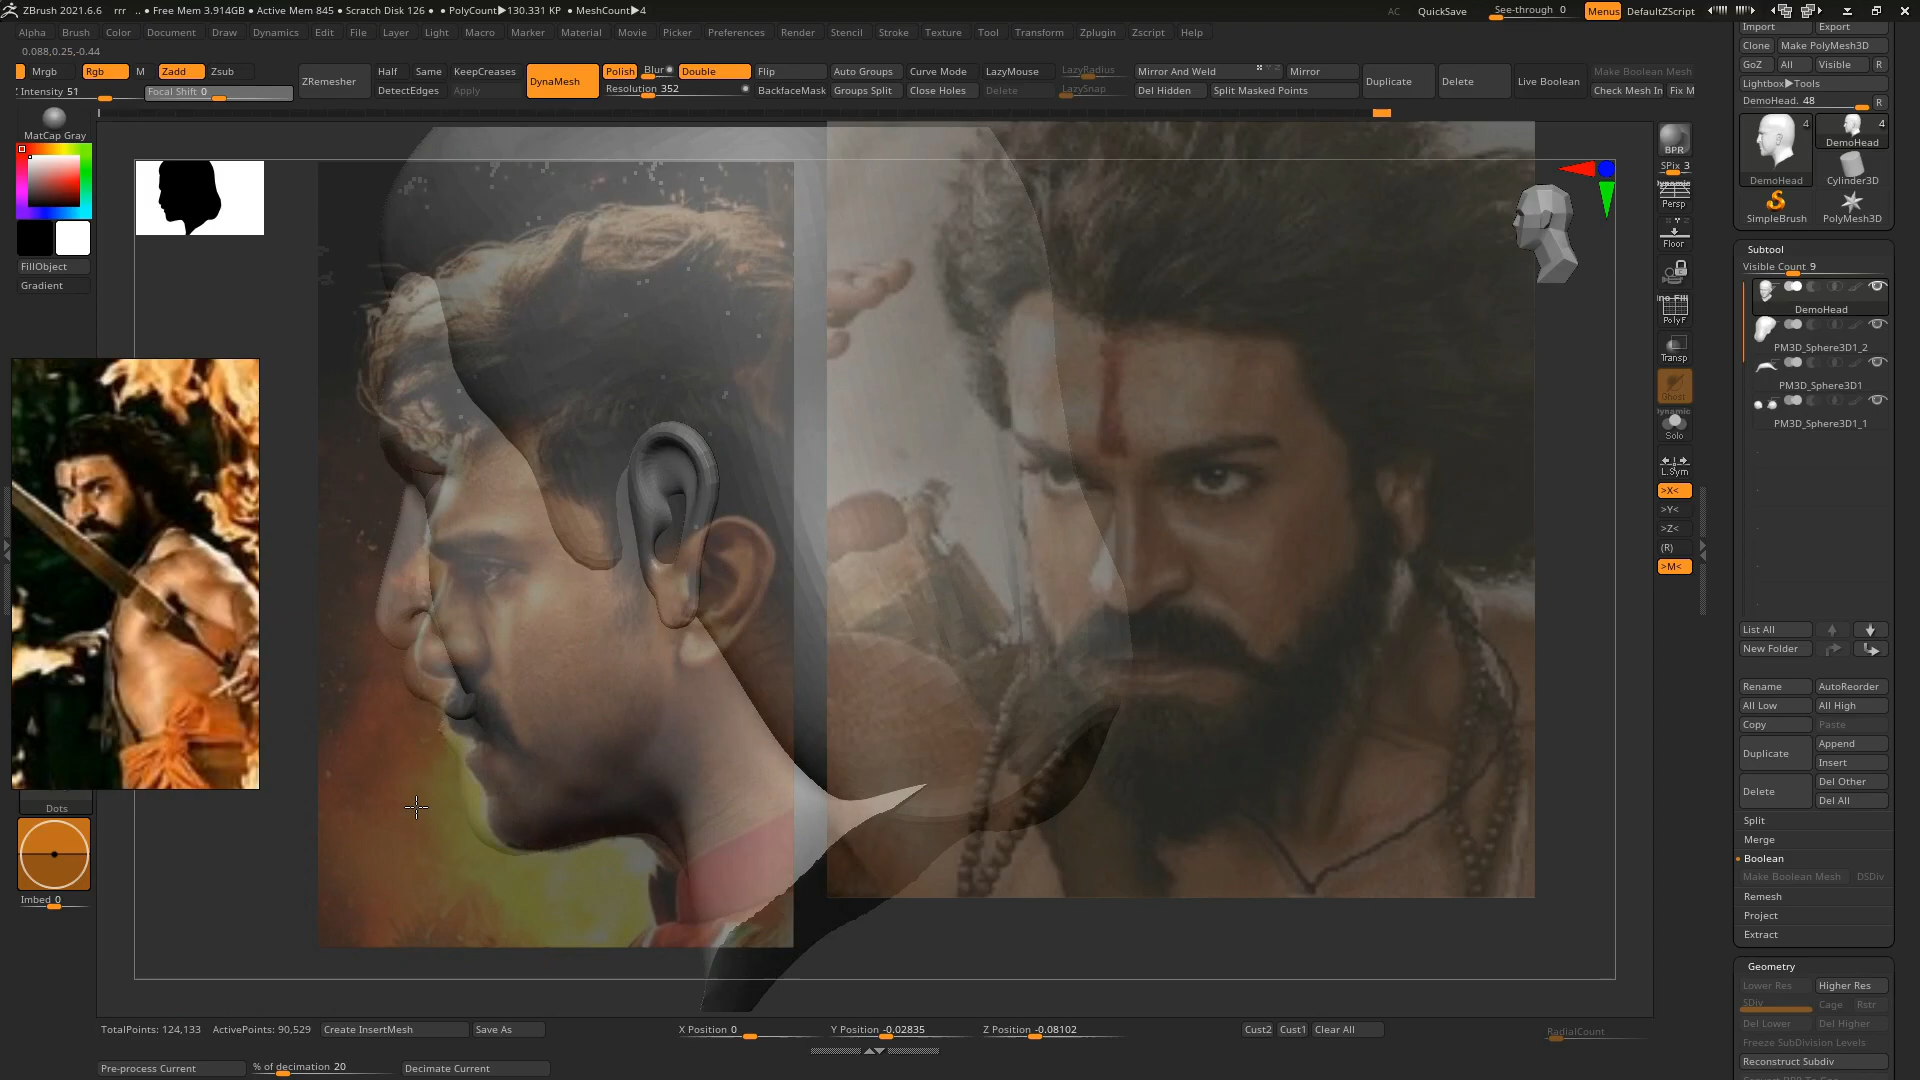 ZBrush 2021.6.6 rrr .. • Free Mem 3.914GB • Active Mem 845 • Scratch Disk 126 • • PolyCount▶130.331 KP • MeshCount▶4
AC QuickSave See-through 0 Menus DefaultZScript
Alpha Brush Color Document Draw Dynamics Edit File Layer Light Macro Marker Material Movie Picker Preferences Render Stencil Stroke Texture Tool Transform Zplugin Zscript Help
0.088,0.25,-0.44
Mrgb Rgb M Zadd Zsub
Z Intensity 51 Focal Shift 0
ZRemesher Half Same KeepCreases
DetectEdges Apply
DynaMesh Polish Blur Double
Resolution 352
Flip Auto Groups Curve Mode LazyMouse LazyRadius
BackfaceMask Groups Split Close Holes Delete LazySnap
Mirror And Weld Mirror
Del Hidden Split Masked Points
Duplicate Delete Live Boolean
Make Boolean Mesh
Check Mesh In Fix M
MatCap Gray
FillObject
Gradient
Dots
Imbed 0
BPR
SPix 3
Dynamic
Persp
Floor
Line Fill
PolyF
Transp
Ghost
Dynamic
Solo
L.Sym
>X<
>Y<
>Z<
(R)
>M<
Import Export
Clone Make PolyMesh3D
GoZ All Visible R
Lightbox▶Tools
DemoHead. 48 R
4 4
DemoHead
DemoHead Cylinder3D
SimpleBrush PolyMesh3D
Subtool
Visible Count 9
DemoHead
PM3D_Sphere3D1_2
PM3D_Sphere3D1
PM3D_Sphere3D1_1
List All
New Folder
Rename AutoReorder
All Low All High
Copy Paste
Duplicate Append
Insert
Delete Del Other
Del All
Split
Merge
Boolean
Make Boolean Mesh DSDiv
Remesh
Project
Extract
Geometry
Lower Res Higher Res
SDiv Cage Rstr
Del Lower Del Higher
Freeze SubDivision Levels
Reconstruct Subdiv
TotalPoints: 124,133 ActivePoints: 90,529 Create InsertMesh Save As
X Position 0 Y Position -0.02835 Z Position -0.08102
Cust2 Cust1 Clear All RadialCount
Pre-process Current % of decimation 20 Decimate Current